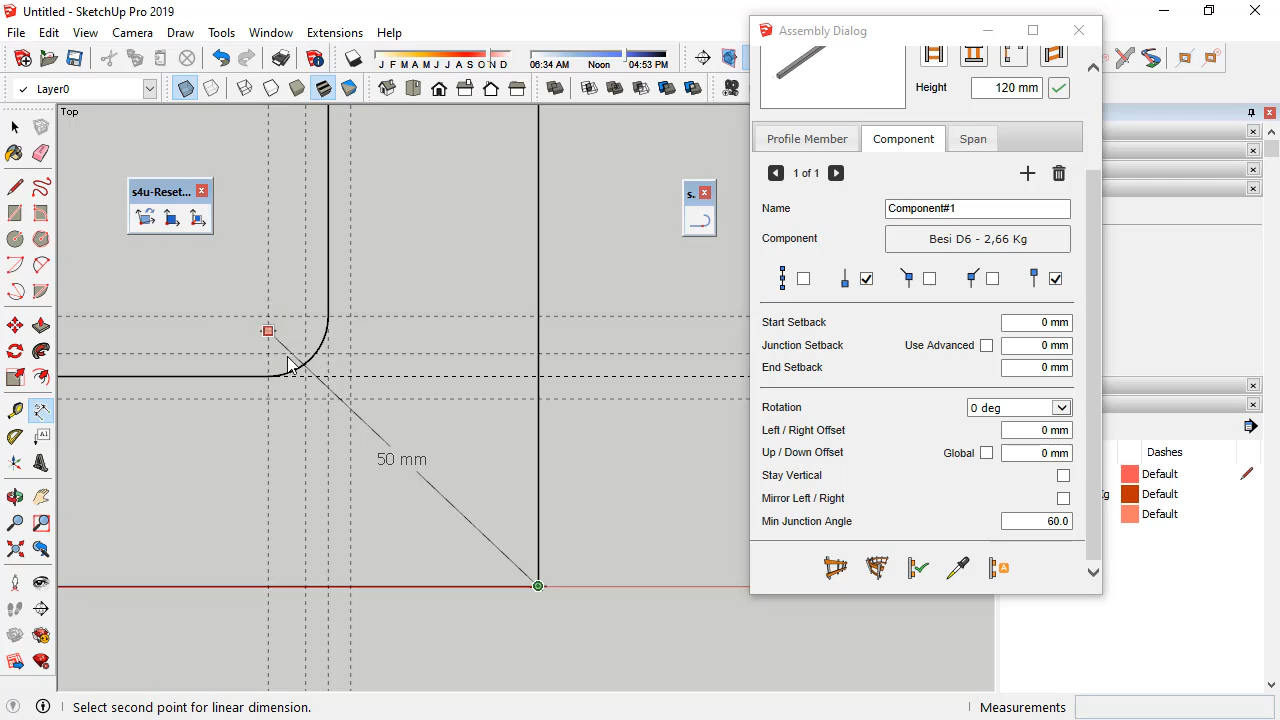 Untitled - SketchUp Pro 2019
File Edit View Camera Draw Tools Window Extensions Help
J F M A M J J A S O N D
06:34 AM Noon 04:53 PM
Layer0
Top
s4u-Reset...
s.
50 mm
Assembly Dialog
Height 120 mm
Profile Member Component Span
1 of 1
Name Component#1
Component Besi D6 - 2,66 Kg
Start Setback 0 mm
Junction Setback Use Advanced 0 mm
End Setback 0 mm
Rotation 0 deg
Left / Right Offset 0 mm
Up / Down Offset Global 0 mm
Stay Vertical
Mirror Left / Right
Min Junction Angle 60.0
Dashes
Default
g Default
Default
Select second point for linear dimension.
Measurements